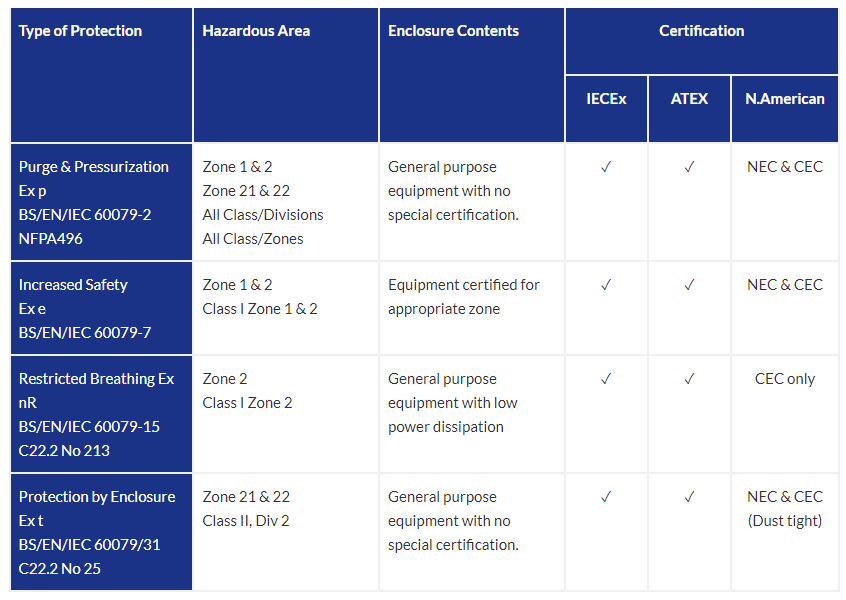 Type of Protection
Hazardous Area
Enclosure Contents
Certification
IECEx
ATEX
N.American
Purge & Pressurization
Ex p
BS/EN/IEC 60079-2
NFPA496
Zone 1 & 2
Zone 21 & 22
All Class/Divisions
All Class/Zones
General purpose
equipment with no
special certification.
✓
✓
NEC & CEC
Increased Safety
Ex e
BS/EN/IEC 60079-7
Zone 1 & 2
Class I Zone 1 & 2
Equipment certified for
appropriate zone
✓
✓
NEC & CEC
Restricted Breathing Ex
nR
BS/EN/IEC 60079-15
C22.2 No 213
Zone 2
Class I Zone 2
General purpose
equipment with low
power dissipation
✓
✓
CEC only
Protection by Enclosure
Ex t
BS/EN/IEC 60079/31
C22.2 No 25
Zone 21 & 22
Class II, Div 2
General purpose
equipment with no
special certification.
✓
✓
NEC & CEC
(Dust tight)